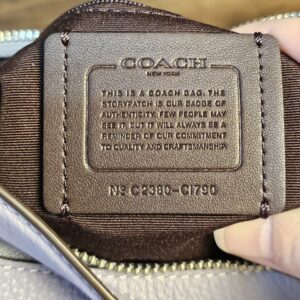 COACH
NEW YORK
THIS IS A COACH BAG. THE
STORYPATCH IS OUR BADGE OF
AUTHENTICITY. FEW PEOPLE MAY
SEE IT, BUT IT WILL ALWAYS BE A
REMINDER OF OUR COMMITMENT
TO QUALITY AND CRAFTSMANSHIP.
Nº C2380-CI790